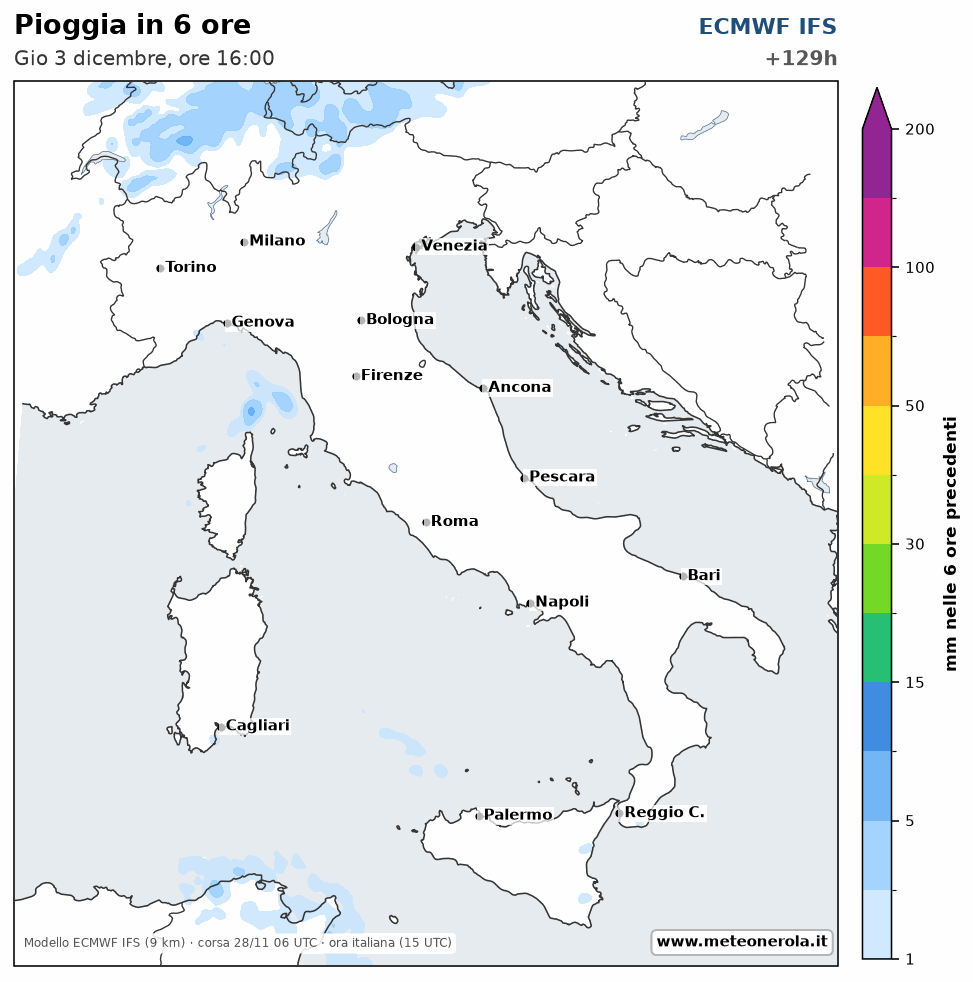 Pioggia in 6 ore
ECMWF IFS
Gio 3 dicembre, ore 16:00
+129h
200
100
50
30
15
5
1
mm nelle 6 ore precedenti
Milano
Venezia
Torino
Genova
Bologna
Firenze
Ancona
Pescara
Roma
Bari
Napoli
Cagliari
Palermo
Reggio C.
Modello ECMWF IFS (9 km) · corsa 28/11 06 UTC · ora italiana (15 UTC)
www.meteonerola.it